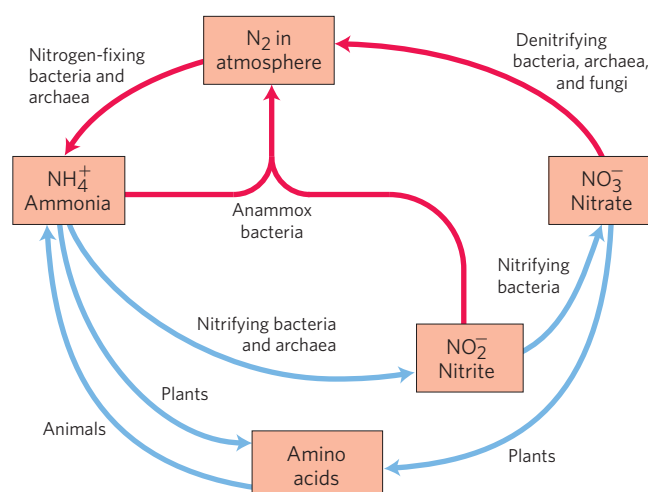 N₂ in
atmosphere
Nitrogen-fixing
bacteria and
archaea
Denitrifying
bacteria, archaea,
and fungi
NH₄⁺
Ammonia
NO₃⁻
Nitrate
Anammox
bacteria
Nitrifying
bacteria
Nitrifying bacteria
and archaea
NO₂⁻
Nitrite
Plants
Animals
Amino
acids
Plants